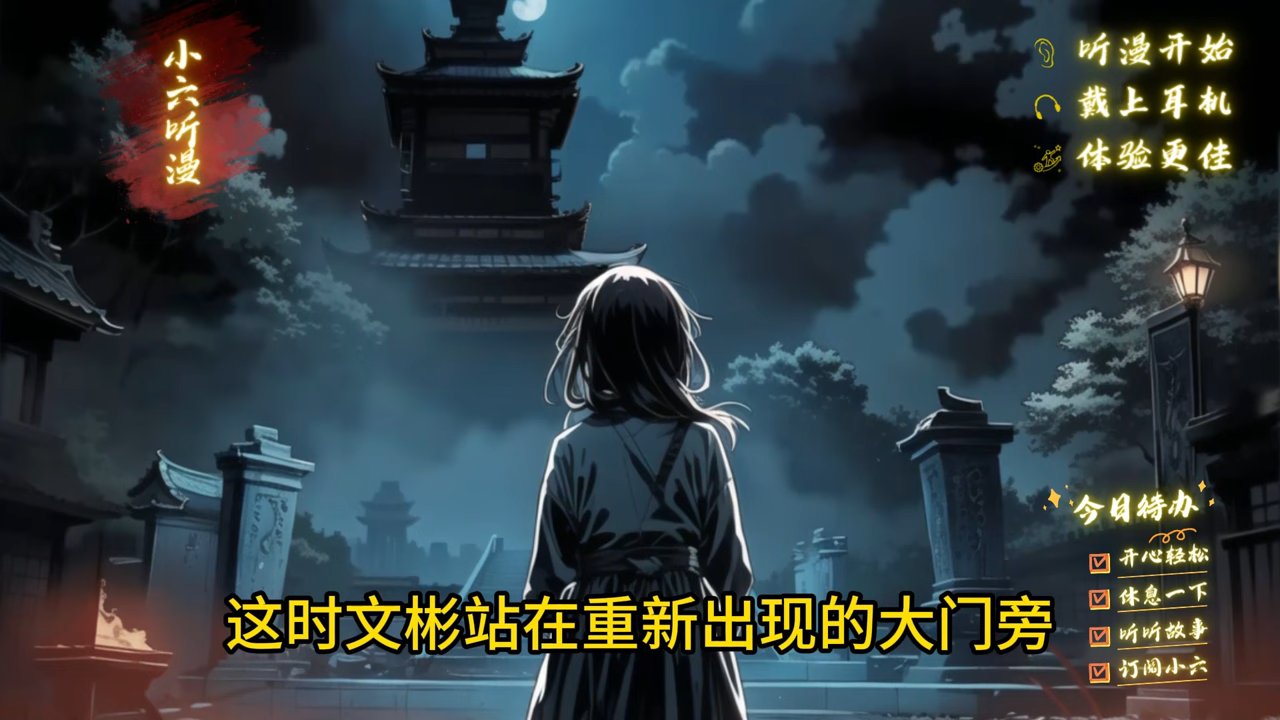 小六听漫
听漫开始
戴上耳机
体验更佳
今日待办
开心轻松
休息一下
听听故事
订阅小六
这时文彬站在重新出现的大门旁